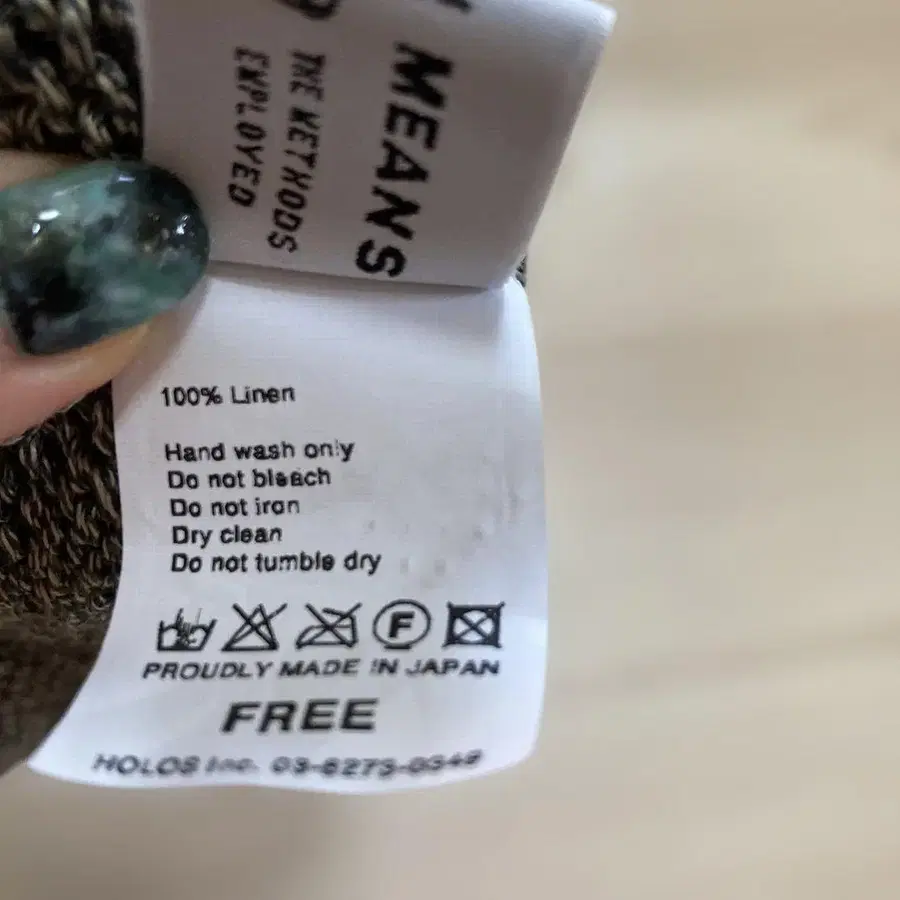 MEANS
THE METHODS
EMPLOYED
100% Linen
Hand wash only
Do not bleach
Do not iron
Dry clean
Do not tumble dry
F
PROUDLY MADE IN JAPAN
FREE
HOLOS Inc. 03-6273-0349